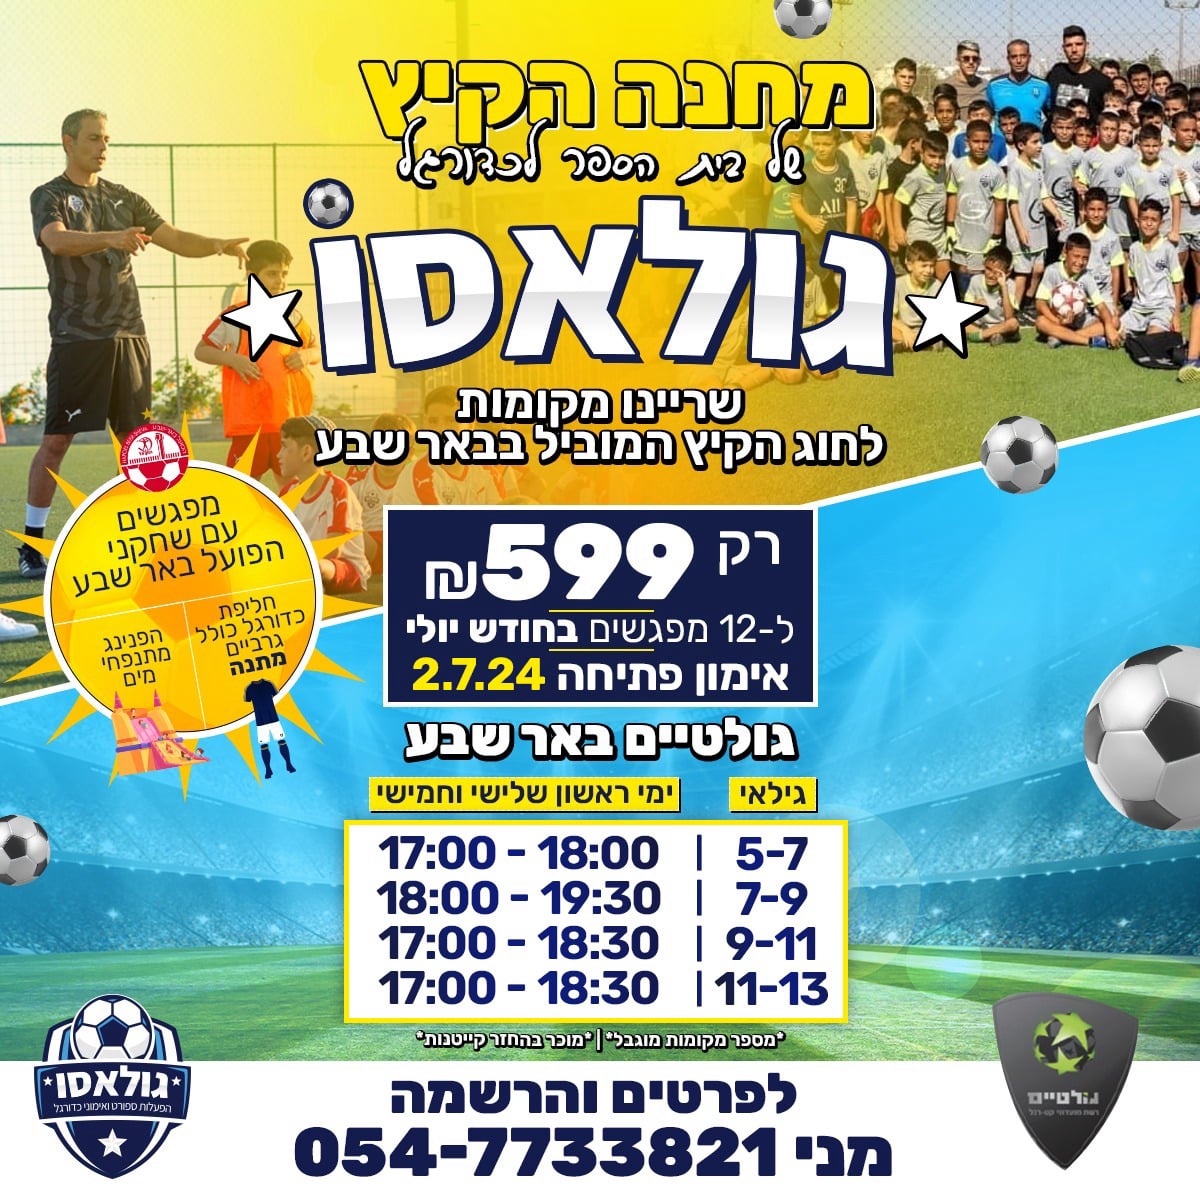 מחנה הקיץ
של בית הספר לכדורגל
גולאסו
שריינו מקומות
לחוג הקיץ המוביל בבאר שבע
מפגשים
עם שחקני
הפועל באר שבע
חליפת
כדורגל כולל
גרביים
מתנה
הפנינג
מתנפחי
מים
רק 599₪
ל-12 מפגשים בחודש יולי
אימון פתיחה 2.7.24
גולטיים באר שבע
גילאי ימי ראשון שלישי וחמישי
5-7 | 17:00 - 18:00
7-9 | 18:00 - 19:30
9-11 | 17:00 - 18:30
11-13 | 17:00 - 18:30
*מספר מקומות מוגבל* | *מוכר בהחזר קייטנות*
לפרטים והרשמה
מני 054-7733821
גולאסו
הפעלות ספורט ואימוני כדורגל
גולטיים
רשת מועדוני קט-רגל